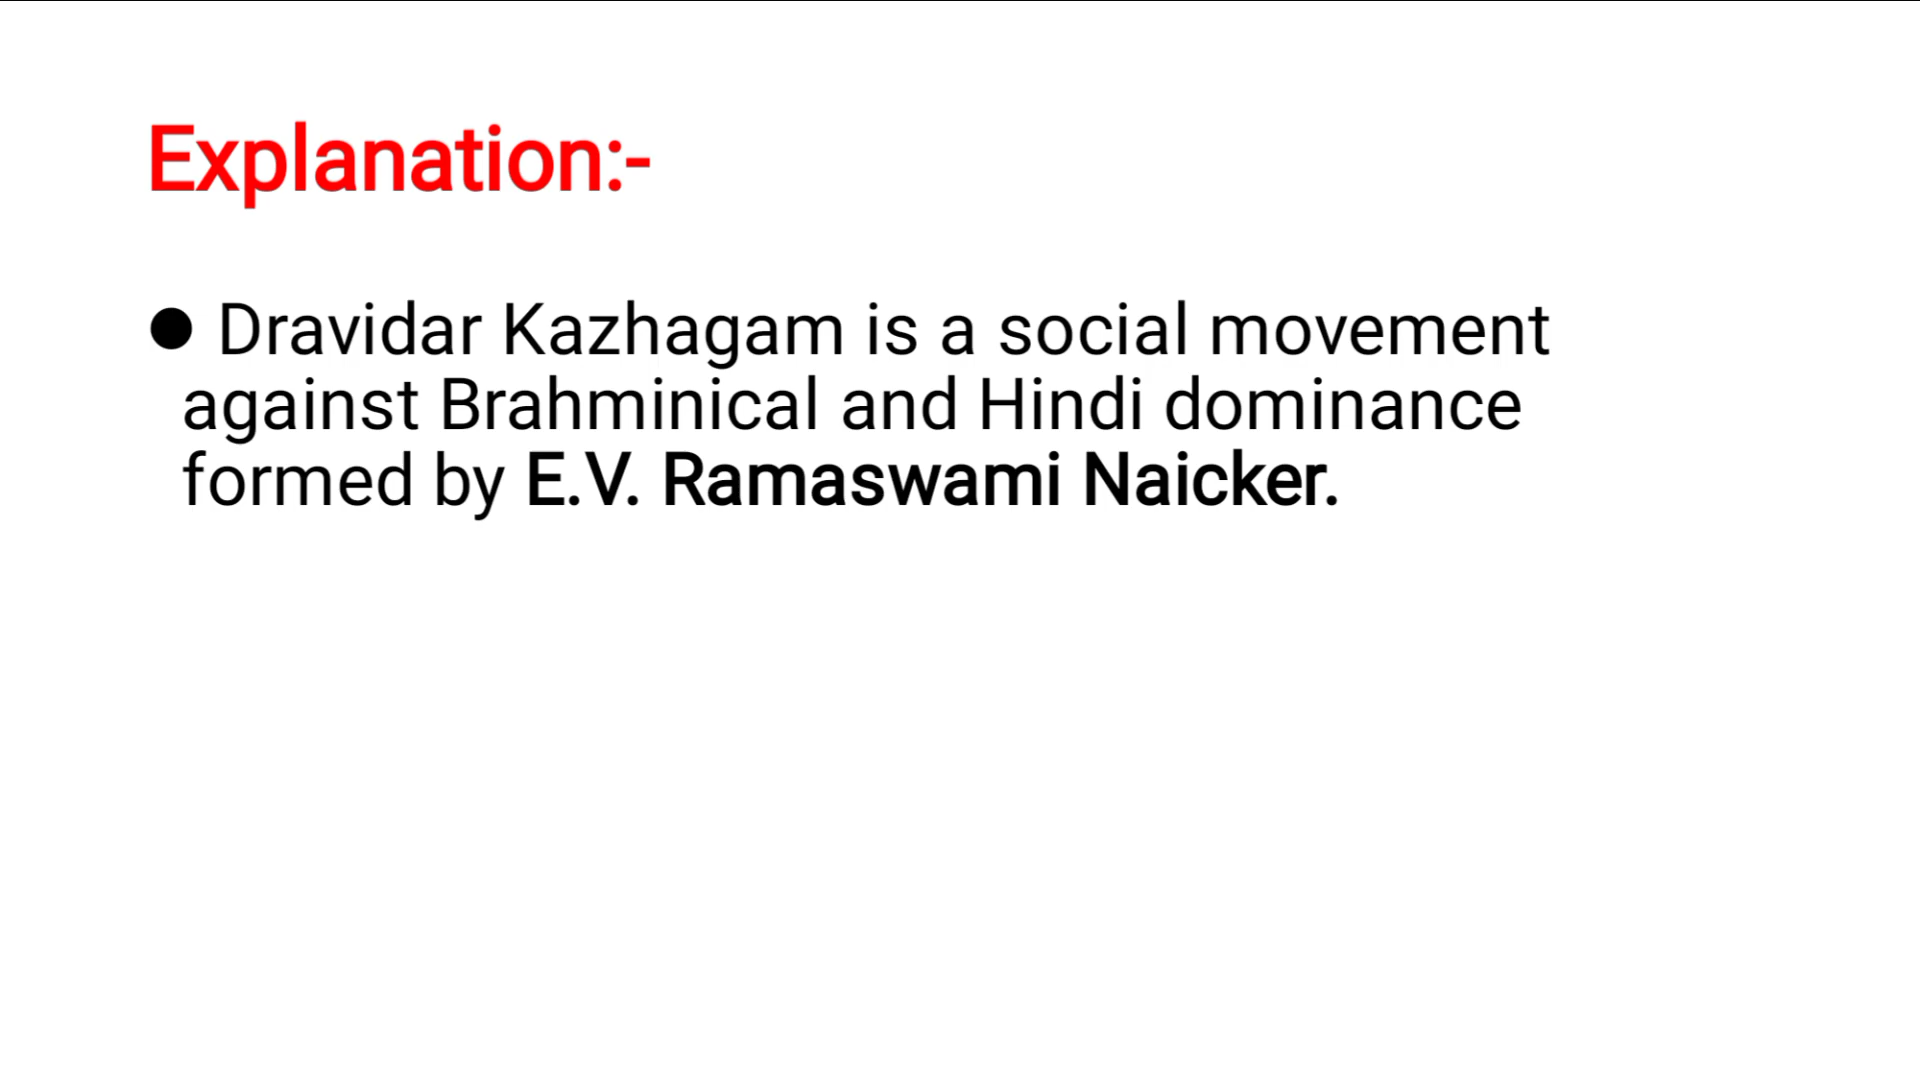 Explanation:-
● Dravidar Kazhagam is a social movement
against Brahminical and Hindi dominance
formed by E.V. Ramaswami Naicker.